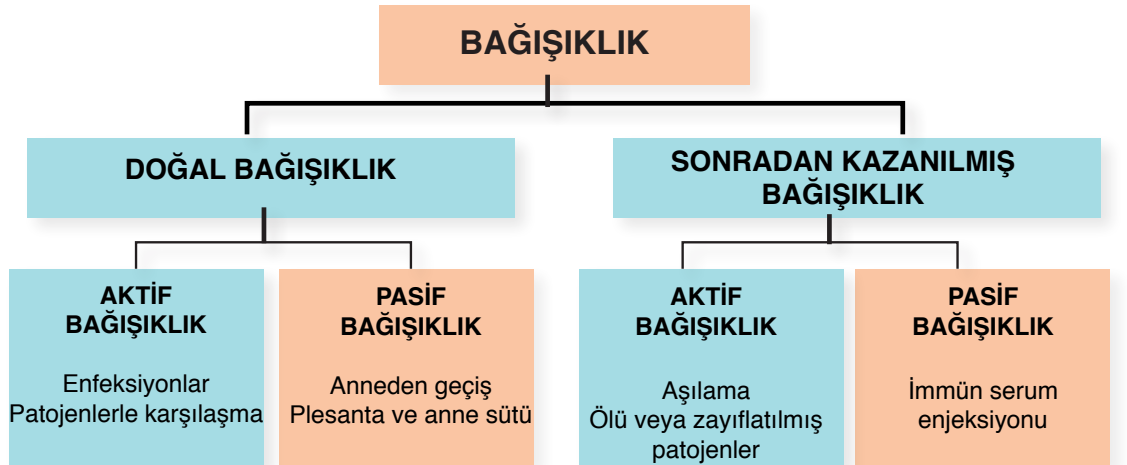 BAĞIŞIKLIK
DOĞAL BAĞIŞIKLIK
SONRADAN KAZANILMIŞ
BAĞIŞIKLIK
AKTİF
BAĞIŞIKLIK
Enfeksiyonlar
Patojenlerle karşılaşma
PASİF
BAĞIŞIKLIK
Anneden geçiş
Plesanta ve anne sütü
AKTİF
BAĞIŞIKLIK
Aşılama
Ölü veya zayıflatılmış
patojenler
PASİF
BAĞIŞIKLIK
İmmün serum
enjeksiyonu